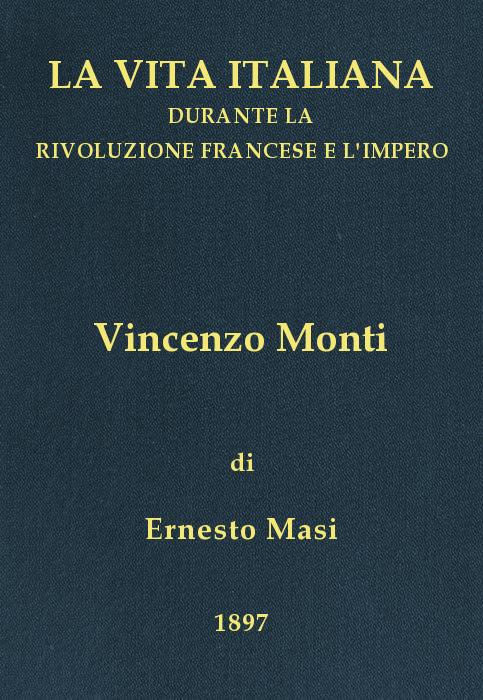 LA VITA ITALIANA
DURANTE LA
RIVOLUZIONE FRANCESE E L'IMPERO
Vincenzo Monti
di
Ernesto Masi
1897